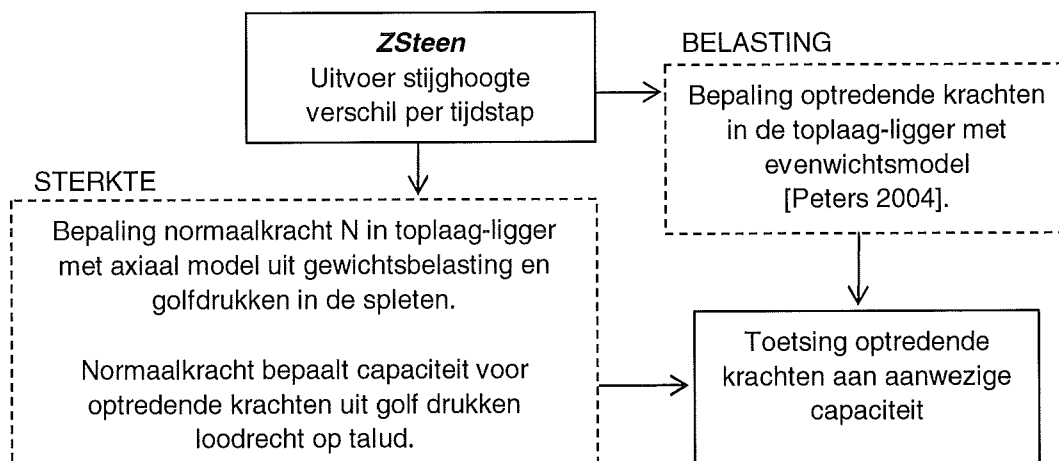 ZSteen
Uitvoer stijghoogte
verschil per tijdstap
BELASTING
Bepaling optredende krachten
in de toplaag-ligger met
evenwichtsmodel
[Peters 2004].
STERKTE
Bepaling normaalkracht N in toplaag-ligger
met axiaal model uit gewichtsbelasting en
golfdrukken in de spleten.
Normaalkracht bepaalt capaciteit voor
optredende krachten uit golf drukken
loodrecht op talud.
Toetsing optredende
krachten aan aanwezige
capaciteit